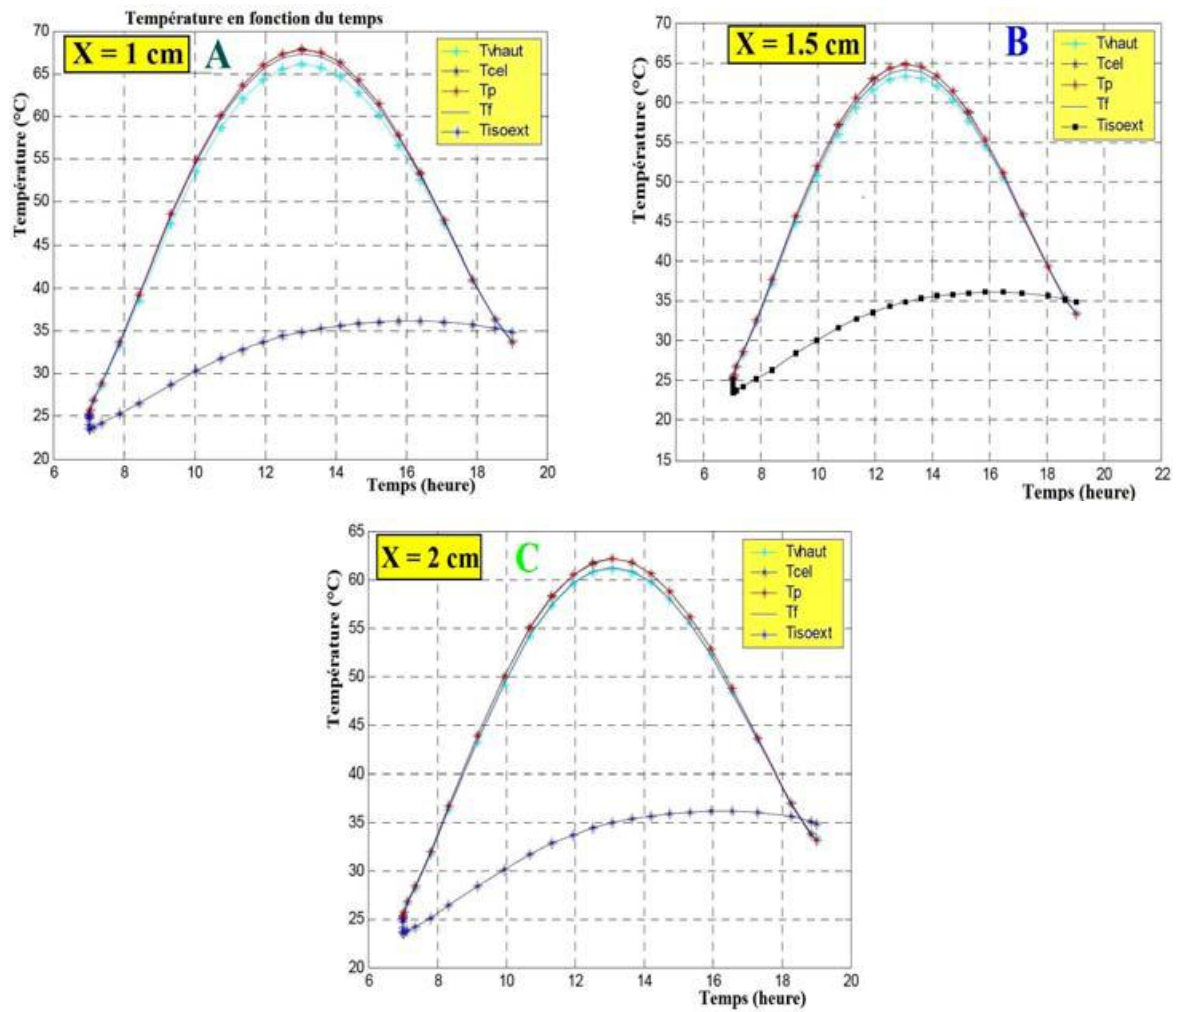 Température en fonction du temps
X = 1 cm
A
Température (°C)
70
65
60
55
50
45
40
35
30
25
20
6 8 10 12 14 16 18 20
Temps (heure)
Tvhaut
Tcel
Tp
Tf
Tisoext
X = 1.5 cm
B
Température (°C)
70
65
60
55
50
45
40
35
30
25
20
15
6 8 10 12 14 16 18 20 22
Temps (heure)
Tvhaut
Tcel
Tp
Tf
Tisoext
X = 2 cm
C
Température (°C)
65
60
55
50
45
40
35
30
25
20
6 8 10 12 14 16 18 20
Temps (heure)
Tvhaut
Tcel
Tp
Tf
Tisoext